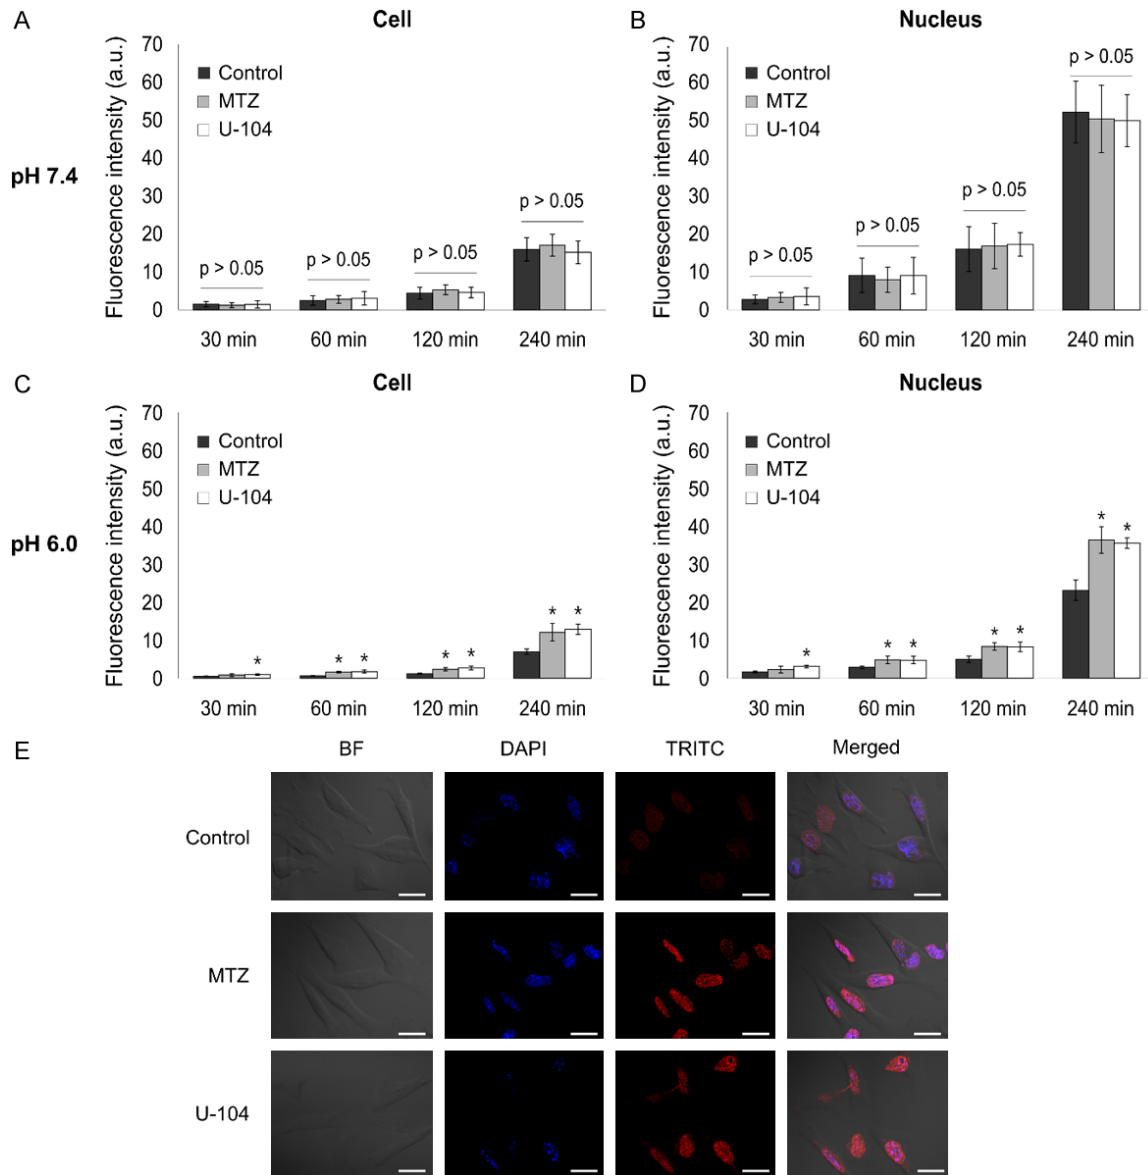 A
Cell
Fluorescence intensity (a.u.)
70
60
50
40
30
20
10
0
Control
MTZ
U-104
p > 0.05
p > 0.05
p > 0.05
p > 0.05
30 min
60 min
120 min
240 min
B
Nucleus
Fluorescence intensity (a.u.)
70
60
50
40
30
20
10
0
Control
MTZ
U-104
p > 0.05
p > 0.05
p > 0.05
p > 0.05
30 min
60 min
120 min
240 min
pH 7.4
C
Cell
Fluorescence intensity (a.u.)
70
60
50
40
30
20
10
0
Control
MTZ
U-104
*
* *
* *
* *
30 min
60 min
120 min
240 min
D
Nucleus
Fluorescence intensity (a.u.)
70
60
50
40
30
20
10
0
Control
MTZ
U-104
*
* *
* *
* *
30 min
60 min
120 min
240 min
pH 6.0
E
BF DAPI TRITC Merged
Control
MTZ
U-104